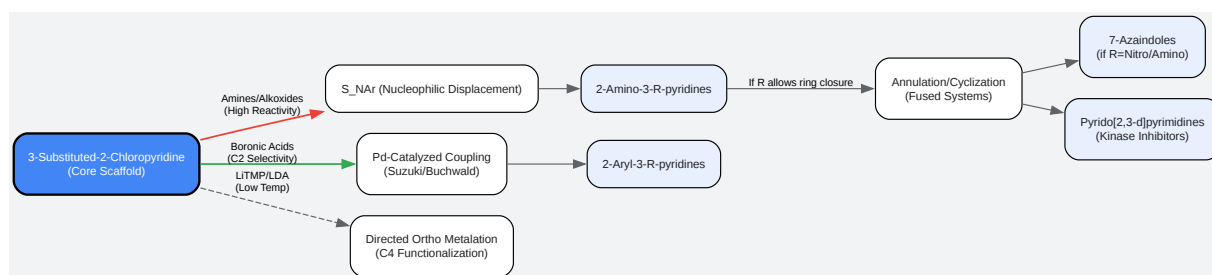 3-Substituted-2-Chloropyridine
(Core Scaffold)
Amines/Alkoxides
(High Reactivity)
Boronic Acids
(C2 Selectivity)
LiTMP/LDA
(Low Temp)
S_NAr (Nucleophilic Displacement)
Pd-Catalyzed Coupling
(Suzuki/Buchwald)
Directed Ortho Metalation
(C4 Functionalization)
2-Amino-3-R-pyridines
2-Aryl-3-R-pyridines
If R allows ring closure
Annulation/Cyclization
(Fused Systems)
7-Azaindoles
(if R=Nitro/Amino)
Pyrido[2,3-d]pyrimidines
(Kinase Inhibitors)